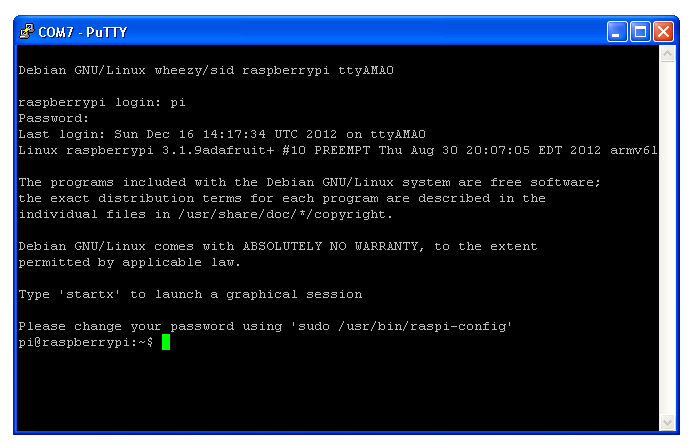 COM7 - PuTTY
Debian GNU/Linux wheezy/sid raspberrypi ttyAMA0
raspberrypi login: pi
Password:
Last login: Sun Dec 16 14:17:34 UTC 2012 on ttyAMA0
Linux raspberrypi 3.1.9adafruit+ #10 PREEMPT Thu Aug 30 20:07:05 EDT 2012 armv6l
The programs included with the Debian GNU/Linux system are free software;
the exact distribution terms for each program are described in the
individual files in /usr/share/doc/*/copyright.
Debian GNU/Linux comes with ABSOLUTELY NO WARRANTY, to the extent
permitted by applicable law.
Type 'startx' to launch a graphical session
Please change your password using 'sudo /usr/bin/raspi-config'
pi@raspberrypi:~$